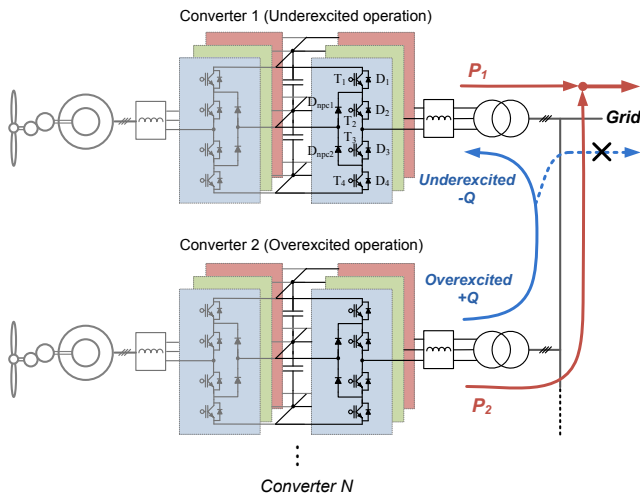 Converter 1 (Underexcited operation)
P1
T1
D1
Dnpc1
D2
T2
Grid
T3
Dnpc2
D3
T4
D4
Underexcited
-Q
Converter 2 (Overexcited operation)
Overexcited
+Q
P2
Converter N